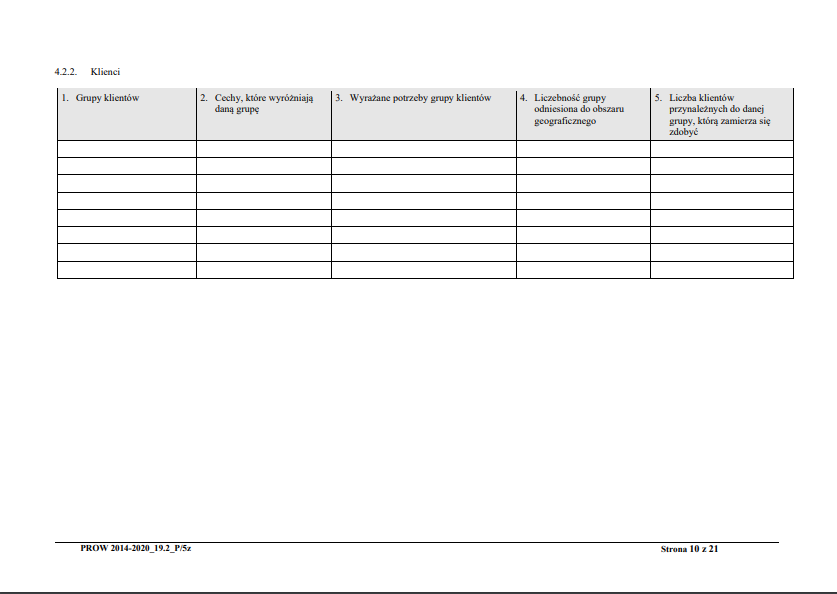 4.2.2. Klienci
1. Grupy klientów
2. Cechy, które wyróżniają
daną grupę
3. Wyrażane potrzeby grupy klientów
4. Liczebność grupy
odniesiona do obszaru
geograficznego
5. Liczba klientów
przynależnych do danej
grupy, którą zamierza się
zdobyć
PROW 2014-2020_19.2_P/5z
Strona 10 z 21